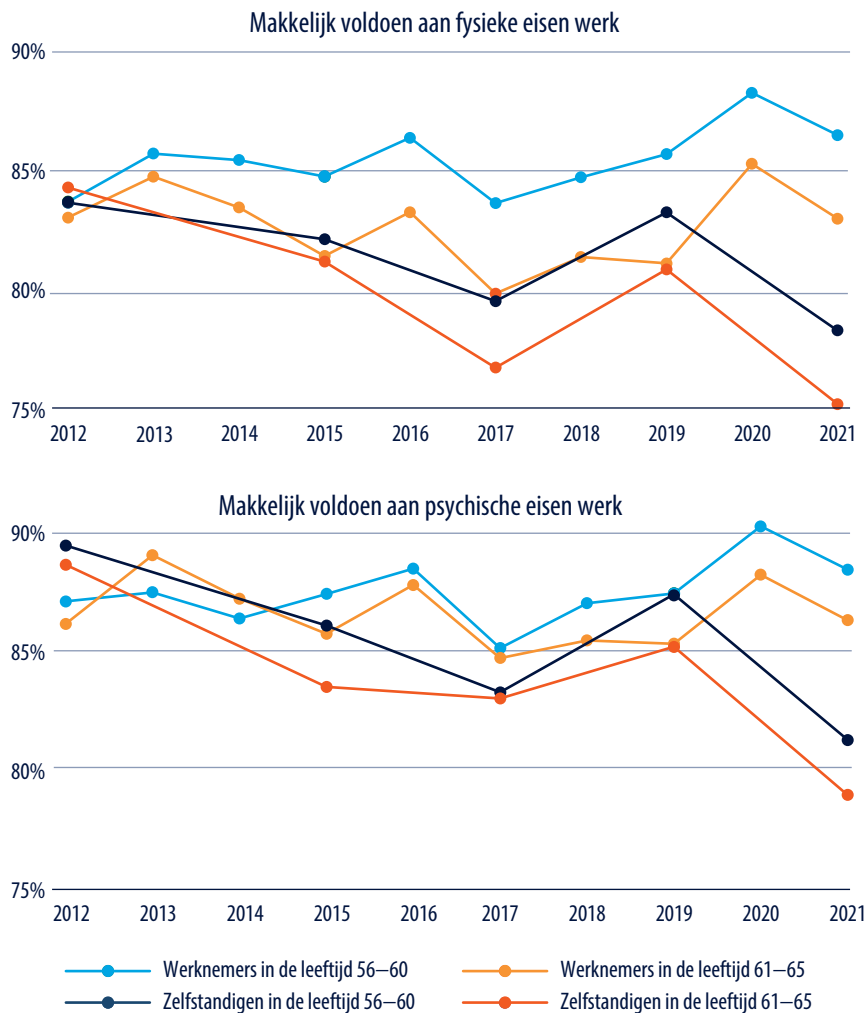 Makkelijk voldoen aan fysieke eisen werk
90%
85%
80%
75%
2012 2013 2014 2015 2016 2017 2018 2019 2020 2021
Makkelijk voldoen aan psychische eisen werk
90%
85%
80%
75%
2012 2013 2014 2015 2016 2017 2018 2019 2020 2021
Werknemers in de leeftijd 56–60 Werknemers in de leeftijd 61–65
Zelfstandigen in de leeftijd 56–60 Zelfstandigen in de leeftijd 61–65